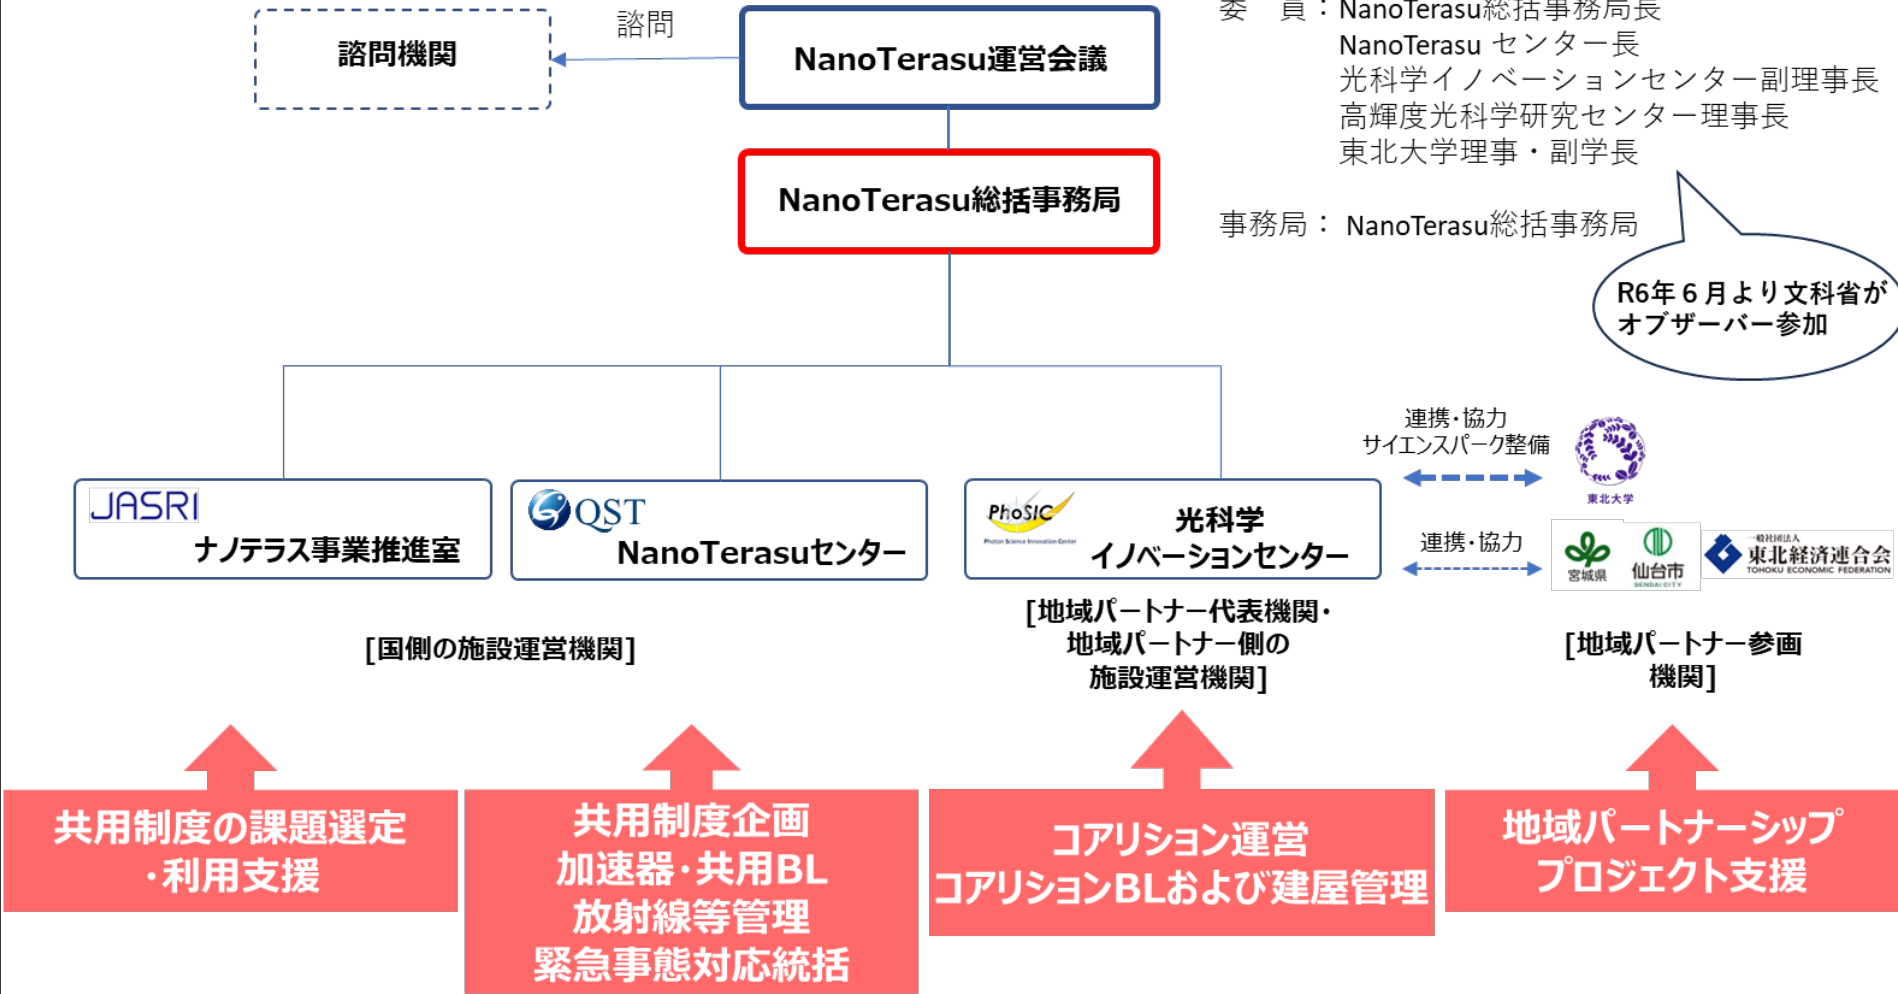 諮問機関
諮問
NanoTerasu運営会議
委　員：NanoTerasu総括事務局長
NanoTerasu センター長
光科学イノベーションセンター副理事長
高輝度光科学研究センター理事長
東北大学理事・副学長
NanoTerasu総括事務局
事務局： NanoTerasu総括事務局
R6年６月より文科省が
オブザーバー参加
JASRI
ナノテラス事業推進室
QST
NanoTerasuセンター
PhoSIC
Photon Science Innovation Center
光科学
イノベーションセンター
連携・協力
サイエンスパーク整備
東北大学
連携・協力
宮城県
仙台市
SENDAI CITY
一般社団法人
東北経済連合会
TOHOKU ECONOMIC FEDERATION
[国側の施設運営機関]
[地域パートナー代表機関・
地域パートナー側の
施設運営機関]
[地域パートナー参画
機関]
共用制度の課題選定
・利用支援
共用制度企画
加速器・共用BL
放射線等管理
緊急事態対応統括
コアリション運営
コアリションBLおよび建屋管理
地域パートナーシップ
プロジェクト支援